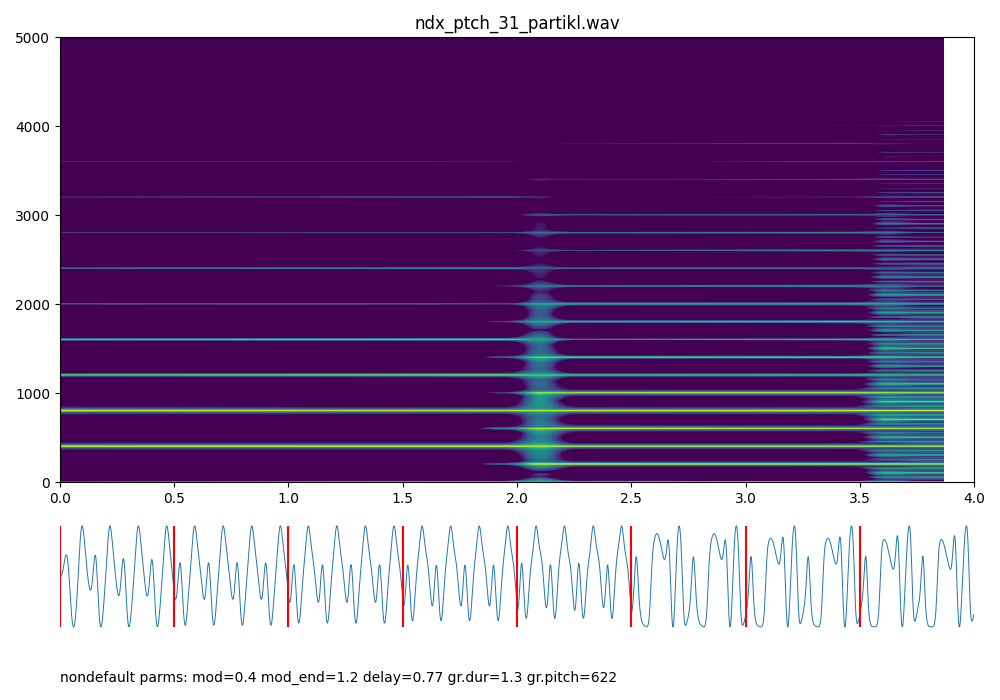 ndx_ptch_31_partikl.wav
5000
4000
3000
2000
1000
0
0.0 0.5 1.0 1.5 2.0 2.5 3.0 3.5 4.0
nondefault parms: mod=0.4 mod_end=1.2 delay=0.77 gr.dur=1.3 gr.pitch=622